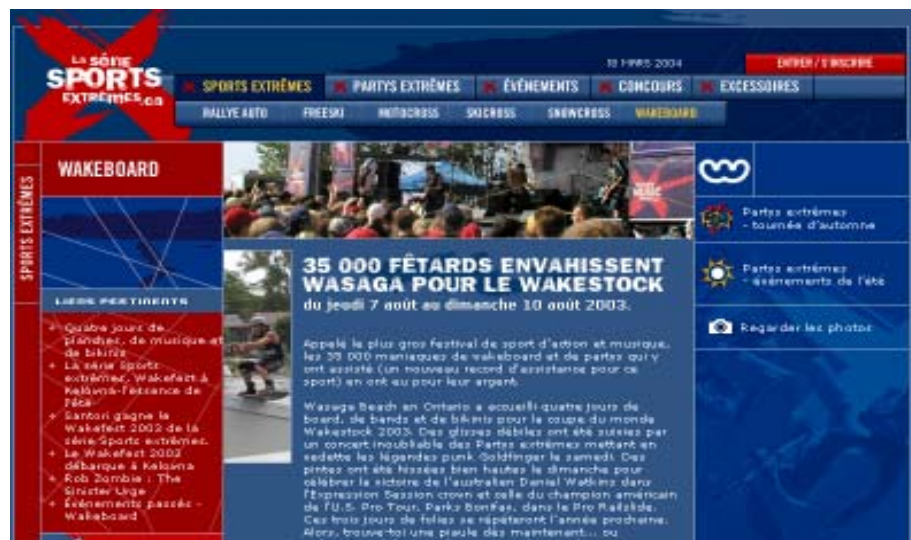 La série
SPORTS
EXTRÊMES.ca
18 MARS 2004
ENTRER / S'INSCRIRE
SPORTS EXTRÊMES
PARTYS EXTRÊMES
ÉVÉNEMENTS
CONCOURS
EXCESSOIRES
RALLYE AUTO
FREESKI
MOTOCROSS
SKICROSS
SNOWCROSS
WAKEBOARD
SPORTS EXTRÊMES
WAKEBOARD
LIENS PERTINENTS
+ Quatre jours de
planches, de musique et
de bikinis
+ La série Sports
extrêmes, Wakefest à
Kelowna-l'essence de
l'été
+ Santori gagne le
Wakefest 2003 de la
série Sports extrêmes.
+ Le Wakefest 2003
débarque à Kelowna
+ Rob Zombie : The
Sinister Urge
+ Événements passés -
Wakeboard
35 000 FÊTARDS ENVAHISSENT
WASAGA POUR LE WAKESTOCK
du jeudi 7 août au dimanche 10 août 2003.
Appelé le plus gros festival de sport d'action et musique,
les 35 000 maniaques de wakeboard et de partys qui y
ont assisté (un nouveau record d'assistance pour ce
sport) en ont eu pour leur argent.
Wasaga Beach en Ontario a accueilli quatre jours de
board, de bands et de bikinis pour la coupe du monde
Wakestock 2003. Des glisses débiles ont été suivies par
un concert inoubliable des Partys extrêmes mettant en
vedette les légendes punk Goldfinger le samedi. Des
pintes ont été hissées bien hautes le dimanche pour
célébrer la victoire de l'australien Daniel Watkins dans
l'Expression Session crown et celle du champion américain
de l'U.S. Pro Tour, Parks Bonifay, dans le Pro Railslide.
Ces trois jours de folies se répéteront l'année prochaine.
Alors, trouve-toi une piaule dès maintenant... ou
Partys extrêmes
- tournée d'automne
Partys extrêmes
- événements de l'été
Regarder les photos